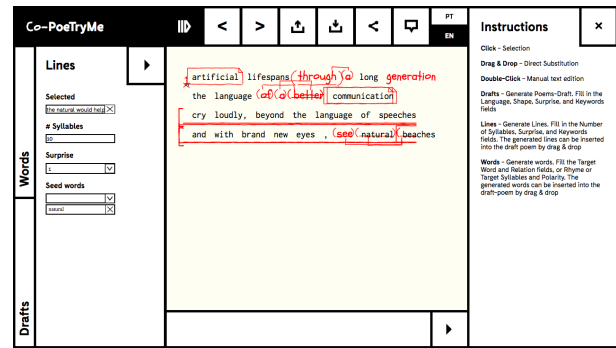 Co-PoeTryMe
< > < PT
EN
Instructions ×
Click – Selection
Drag & Drop – Direct Substitution
Double-Click – Manual text edition
Drafts – Generate Poems-Draft. Fill in the
Language, Shape, Surprise, and Keywords
fields
Lines – Generate Lines, Fill in the Number
of Syllables, Surprise, and Keywords
fields. The generated lines can be inserted
into the draft poem by drag & drop
Words – Generate words, Fill the Target
Word and Relation fields, or Rhyme or
Target Syllables and Polarity. The
generated words can be inserted into the
draft-poem by drag & drop
Words
Drafts
Lines
Selected
the natural would help
# Syllables
10
Surprise
1
Seed words
natural
artificial lifespans (through)(a) long generation
the language (of)(a)(better) communication
cry loudly, beyond the language of speeches
and with brand new eyes , (see)(natural)(beaches